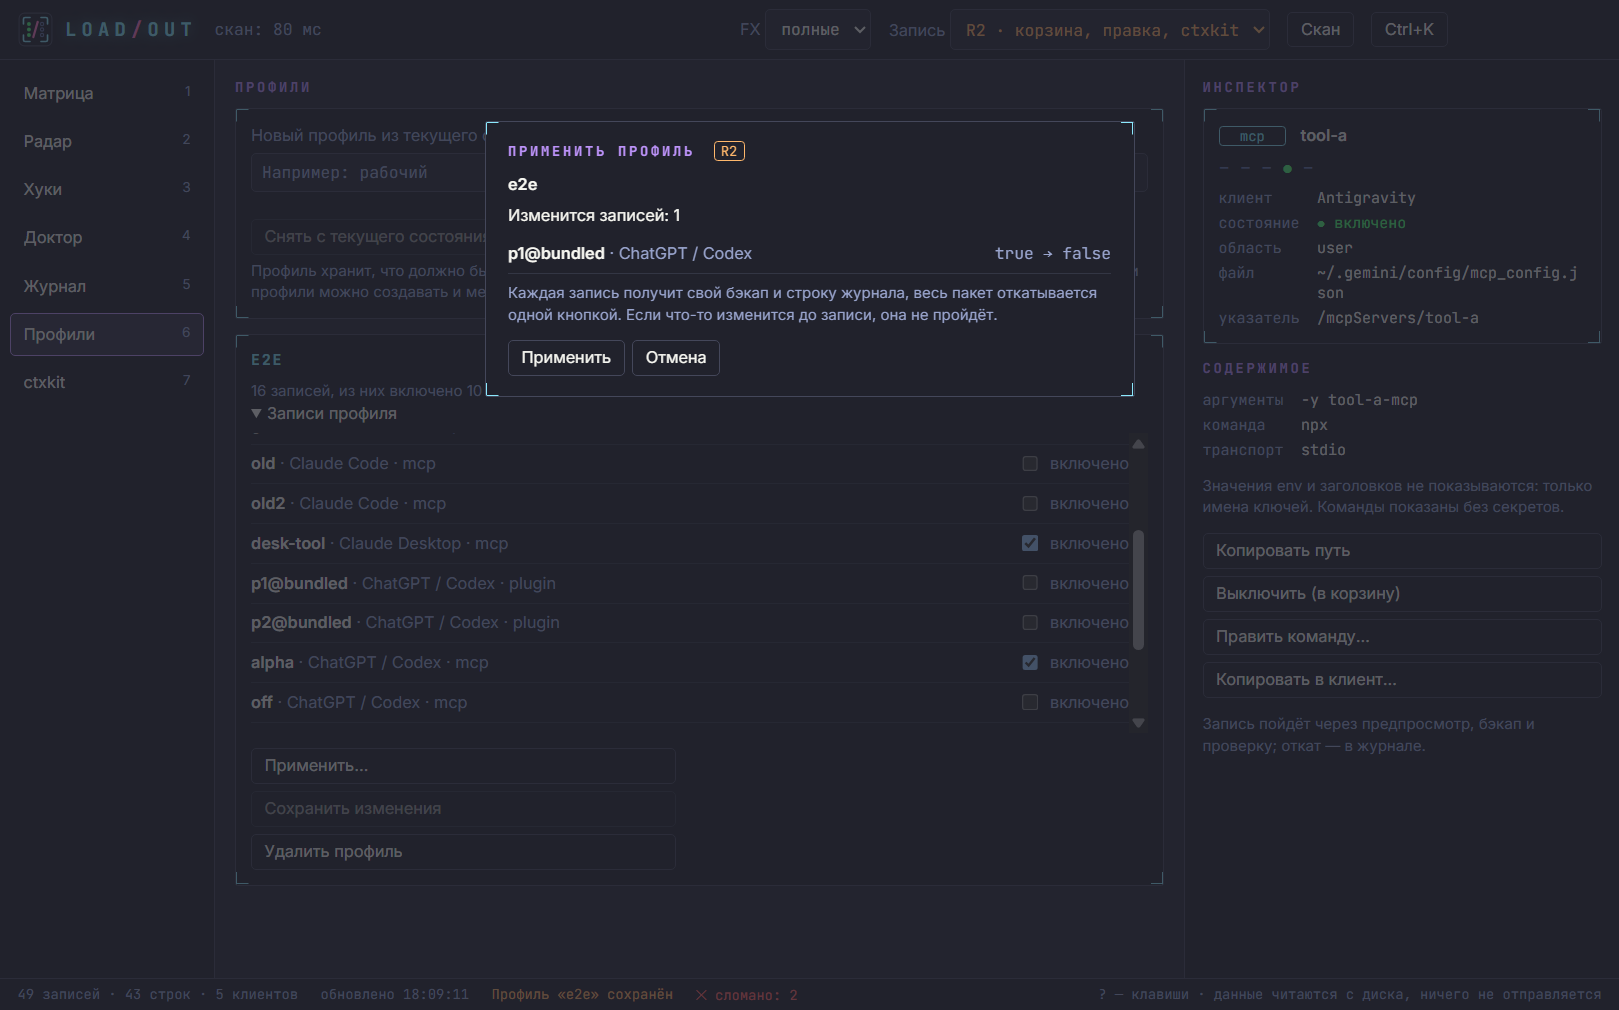 LOAD/OUT
скан: 80 мс
FX
полные
Запись
R2 · корзина, правка, ctxkit
Скан
Ctrl+K
Матрица 1
Радар 2
Хуки 3
Доктор 4
Журнал 5
Профили 6
ctxkit 7
ПРОФИЛИ
Новый профиль из текущего
Например: рабочий
Снять с текущего состояния
Профиль хранит, что должно
профили можно создавать и
ПРИМЕНИТЬ ПРОФИЛЬ R2
e2e
Изменится записей: 1
p1@bundled · ChatGPT / Codex true → false
Каждая запись получит свой бэкап и строку журнала, весь пакет откатывается
одной кнопкой. Если что-то изменится до записи, она не пройдёт.
Применить
Отмена
E2E
16 записей, из них включено 10
▼ Записи профиля
old · Claude Code · mcp включено
old2 · Claude Code · mcp включено
desk-tool · Claude Desktop · mcp включено
p1@bundled · ChatGPT / Codex · plugin включено
p2@bundled · ChatGPT / Codex · plugin включено
alpha · ChatGPT / Codex · mcp включено
off · ChatGPT / Codex · mcp включено
Применить...
Сохранить изменения
Удалить профиль
ИНСПЕКТОР
mcp tool-a
— — — ● —
клиент Antigravity
состояние ● включено
область user
файл ~/.gemini/config/mcp_config.j
son
указатель /mcpServers/tool-a
СОДЕРЖИМОЕ
аргументы -y tool-a-mcp
команда npx
транспорт stdio
Значения env и заголовков не показываются: только
имена ключей. Команды показаны без секретов.
Копировать путь
Выключить (в корзину)
Править команду...
Копировать в клиент...
Запись пойдёт через предпросмотр, бэкап и
проверку; откат — в журнале.
49 записей · 43 строк · 5 клиентов обновлено 18:09:11 Профиль «e2e» сохранён ✕ сломано: 2
? — клавиши · данные читаются с диска, ничего не отправляется